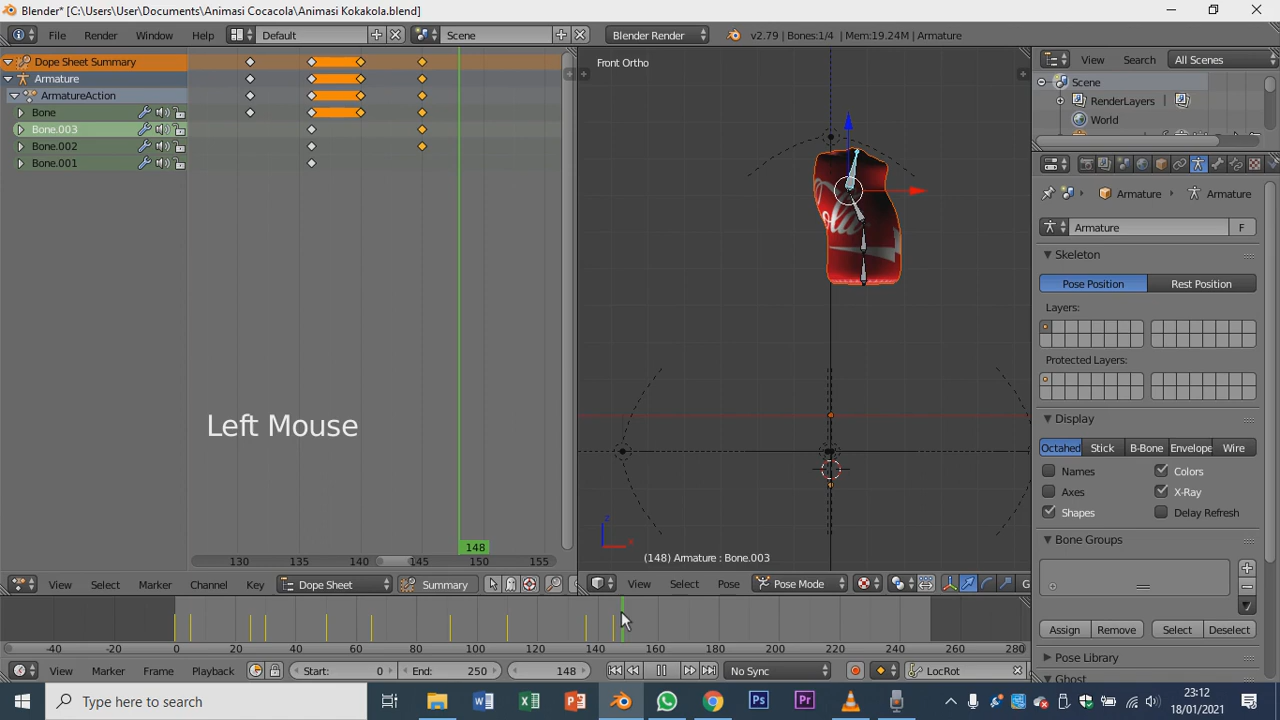 Blender* [C:\Users\User\Documents\Animasi Cocacola\Animasi Kokakola.blend]
File Render Window Help Default Scene Blender Render v2.79 | Bones:1/4 | Mem:19.24M | Armature
Dope Sheet Summary
Armature
ArmatureAction
Bone
Bone.003
Bone.002
Bone.001
Left Mouse
148
130 135 140 145 150 155
View Select Marker Channel Key Dope Sheet Summary
Front Ortho
Cola
(148) Armature : Bone.003
View Select Pose Pose Mode G
View Search All Scenes
Scene
RenderLayers
World
Armature Armature
Armature F
Skeleton
Pose Position Rest Position
Layers:
Protected Layers:
Display
Octahed Stick B-Bone Envelope Wire
Names Colors
Axes X-Ray
Shapes Delay Refresh
Bone Groups
Assign Remove Select Deselect
Pose Library
Ghost
-40 -20 0 20 40 60 80 100 120 140 160 180 200 220 240 260 280
View Marker Frame Playback Start: 0 End: 250 148 No Sync LocRot
Type here to search
23:12
18/01/2021